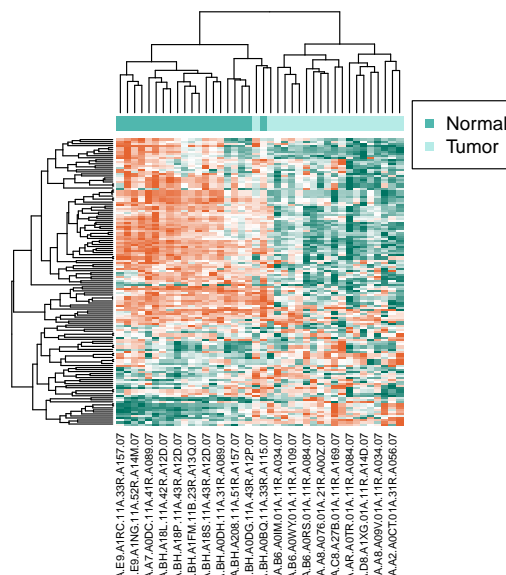 Normal
Tumor
A.E9.A1RC.11A.33R.A157.07
.E9.A1NG.11A.52R.A14M.07
A.A7.A0DC.11A.41R.A089.07
.BH.A18L.11A.42R.A12D.07
.BH.A18P.11A.43R.A12D.07
.BH.A1FM.11B.23R.A13Q.07
.BH.A18S.11A.43R.A12D.07
.BH.A0DH.11A.31R.A089.07
A.BH.A208.11A.51R.A157.07
.BH.A0DG.11A.43R.A12P.07
A.BH.A0BQ.11A.33R.A115.07
A.B6.A0IM.01A.11R.A034.07
A.B6.A0WY.01A.11R.A109.07
A.B6.A0RS.01A.11R.A084.07
A.A8.A076.01A.21R.A00Z.07
A.C8.A27B.01A.11R.A169.07
A.AR.A0TR.01A.11R.A084.07
A.D8.A1XG.01A.11R.A14D.07
A.A8.A09V.01A.11R.A034.07
A.A2.A0CT.01A.31R.A056.07